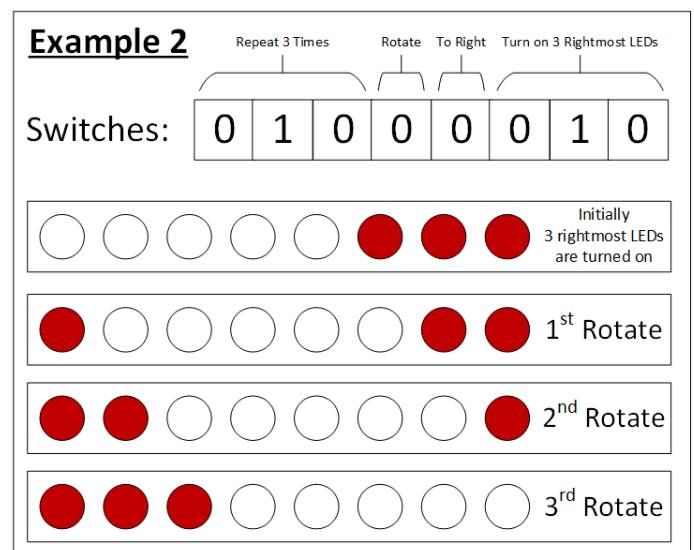 Example 2
Repeat 3 Times Rotate To Right Turn on 3 Rightmost LEDs
Switches: 0 1 0 0 0 0 1 0
Initially
3 rightmost LEDs
are turned on
1st Rotate
2nd Rotate
3rd Rotate